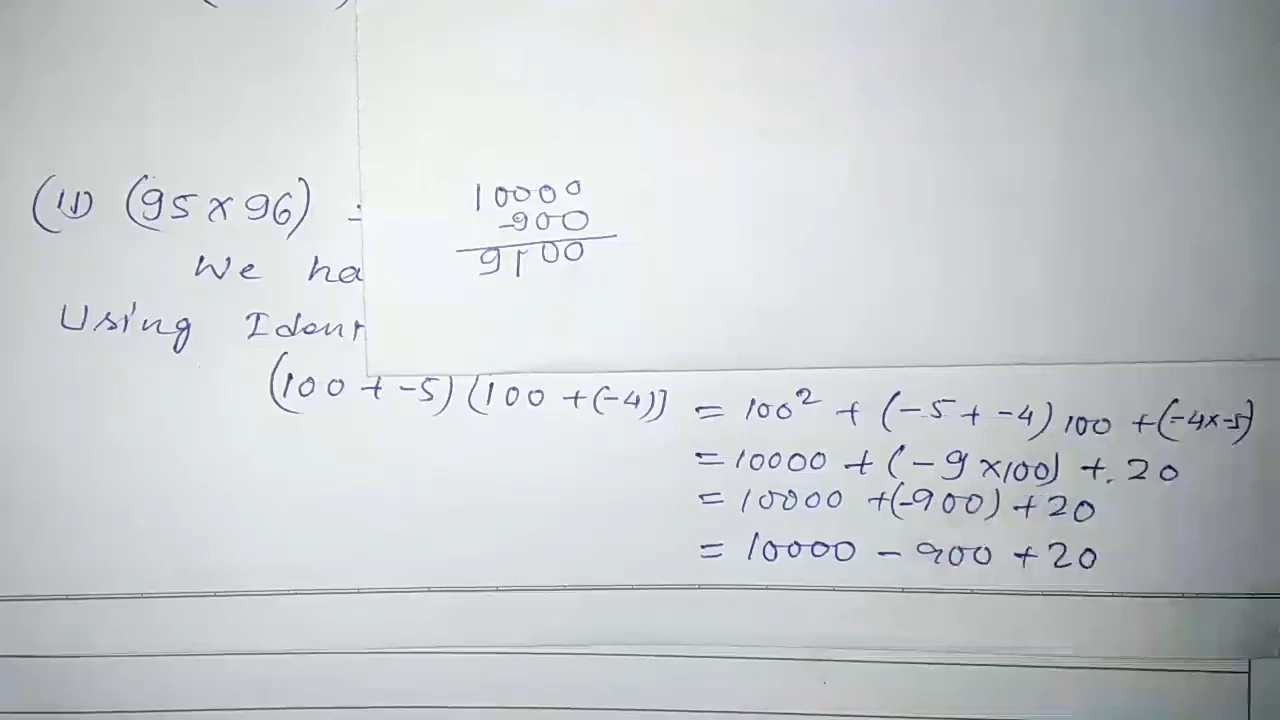 (ii) (95 x 96)
We ha
Using Ident
10000
-900
9100
(100 + -5) (100 + (-4)] = 100² + (-5 + -4) 100 + (-4x-5)
= 10000 + (-9 x100) + 20
= 10000 +(-900) + 20
= 10000 - 900 + 20